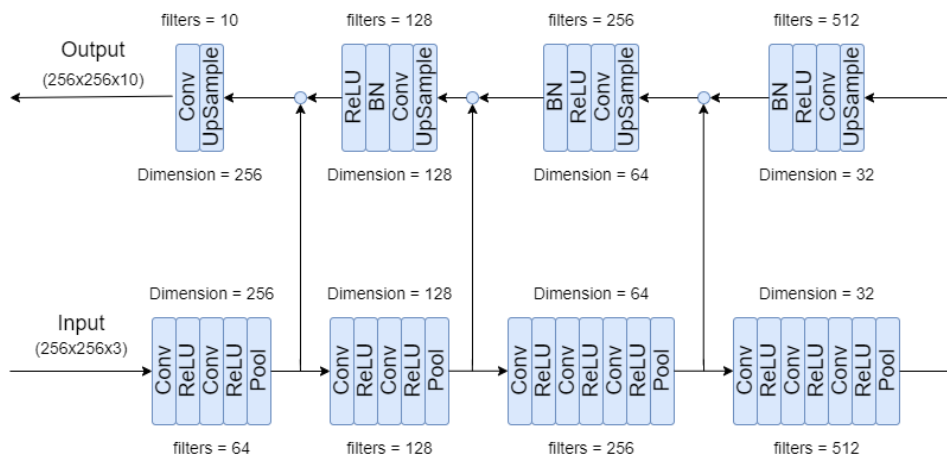 filters = 10
filters = 128
filters = 256
filters = 512
Output
(256x256x10)
Conv
UpSample
ReLU
BN
Conv
UpSample
BN
ReLU
Conv
UpSample
BN
ReLU
Conv
UpSample
Dimension = 256
Dimension = 128
Dimension = 64
Dimension = 32
Dimension = 256
Dimension = 128
Dimension = 64
Dimension = 32
Input
(256x256x3)
Conv
ReLU
Conv
ReLU
Pool
Conv
ReLU
Conv
ReLU
Pool
Conv
ReLU
Conv
ReLU
Conv
ReLU
Pool
Conv
ReLU
Conv
ReLU
Conv
ReLU
Pool
filters = 64
filters = 128
filters = 256
filters = 512